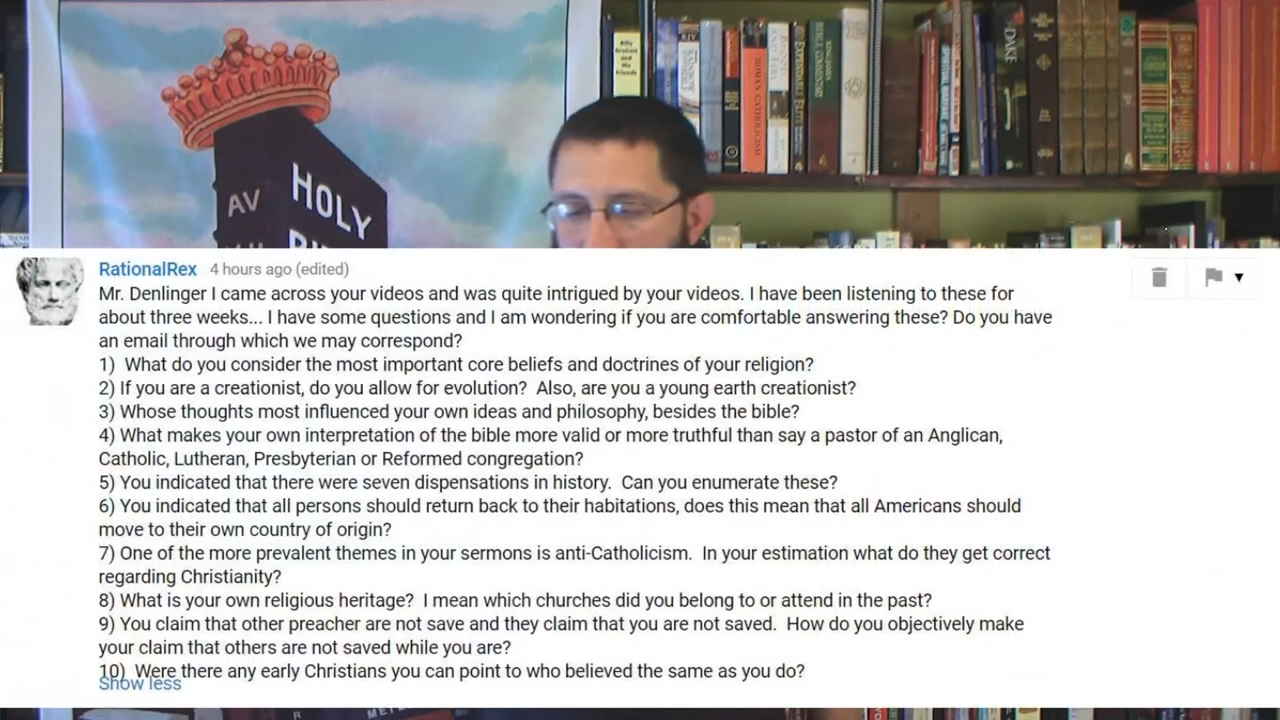 AV
HOLY
Billy
Graham
and His
Friends
ROMAN CATHOLICISM
KING JAMES
BIBLE COMMENTARY
DAKE
RationalRex 4 hours ago (edited)
Mr. Denlinger I came across your videos and was quite intrigued by your videos. I have been listening to these for
about three weeks... I have some questions and I am wondering if you are comfortable answering these? Do you have
an email through which we may correspond?
1) What do you consider the most important core beliefs and doctrines of your religion?
2) If you are a creationist, do you allow for evolution? Also, are you a young earth creationist?
3) Whose thoughts most influenced your own ideas and philosophy, besides the bible?
4) What makes your own interpretation of the bible more valid or more truthful than say a pastor of an Anglican,
Catholic, Lutheran, Presbyterian or Reformed congregation?
5) You indicated that there were seven dispensations in history. Can you enumerate these?
6) You indicated that all persons should return back to their habitations, does this mean that all Americans should
move to their own country of origin?
7) One of the more prevalent themes in your sermons is anti-Catholicism. In your estimation what do they get correct
regarding Christianity?
8) What is your own religious heritage? I mean which churches did you belong to or attend in the past?
9) You claim that other preacher are not save and they claim that you are not saved. How do you objectively make
your claim that others are not saved while you are?
10) Were there any early Christians you can point to who believed the same as you do?
Show less